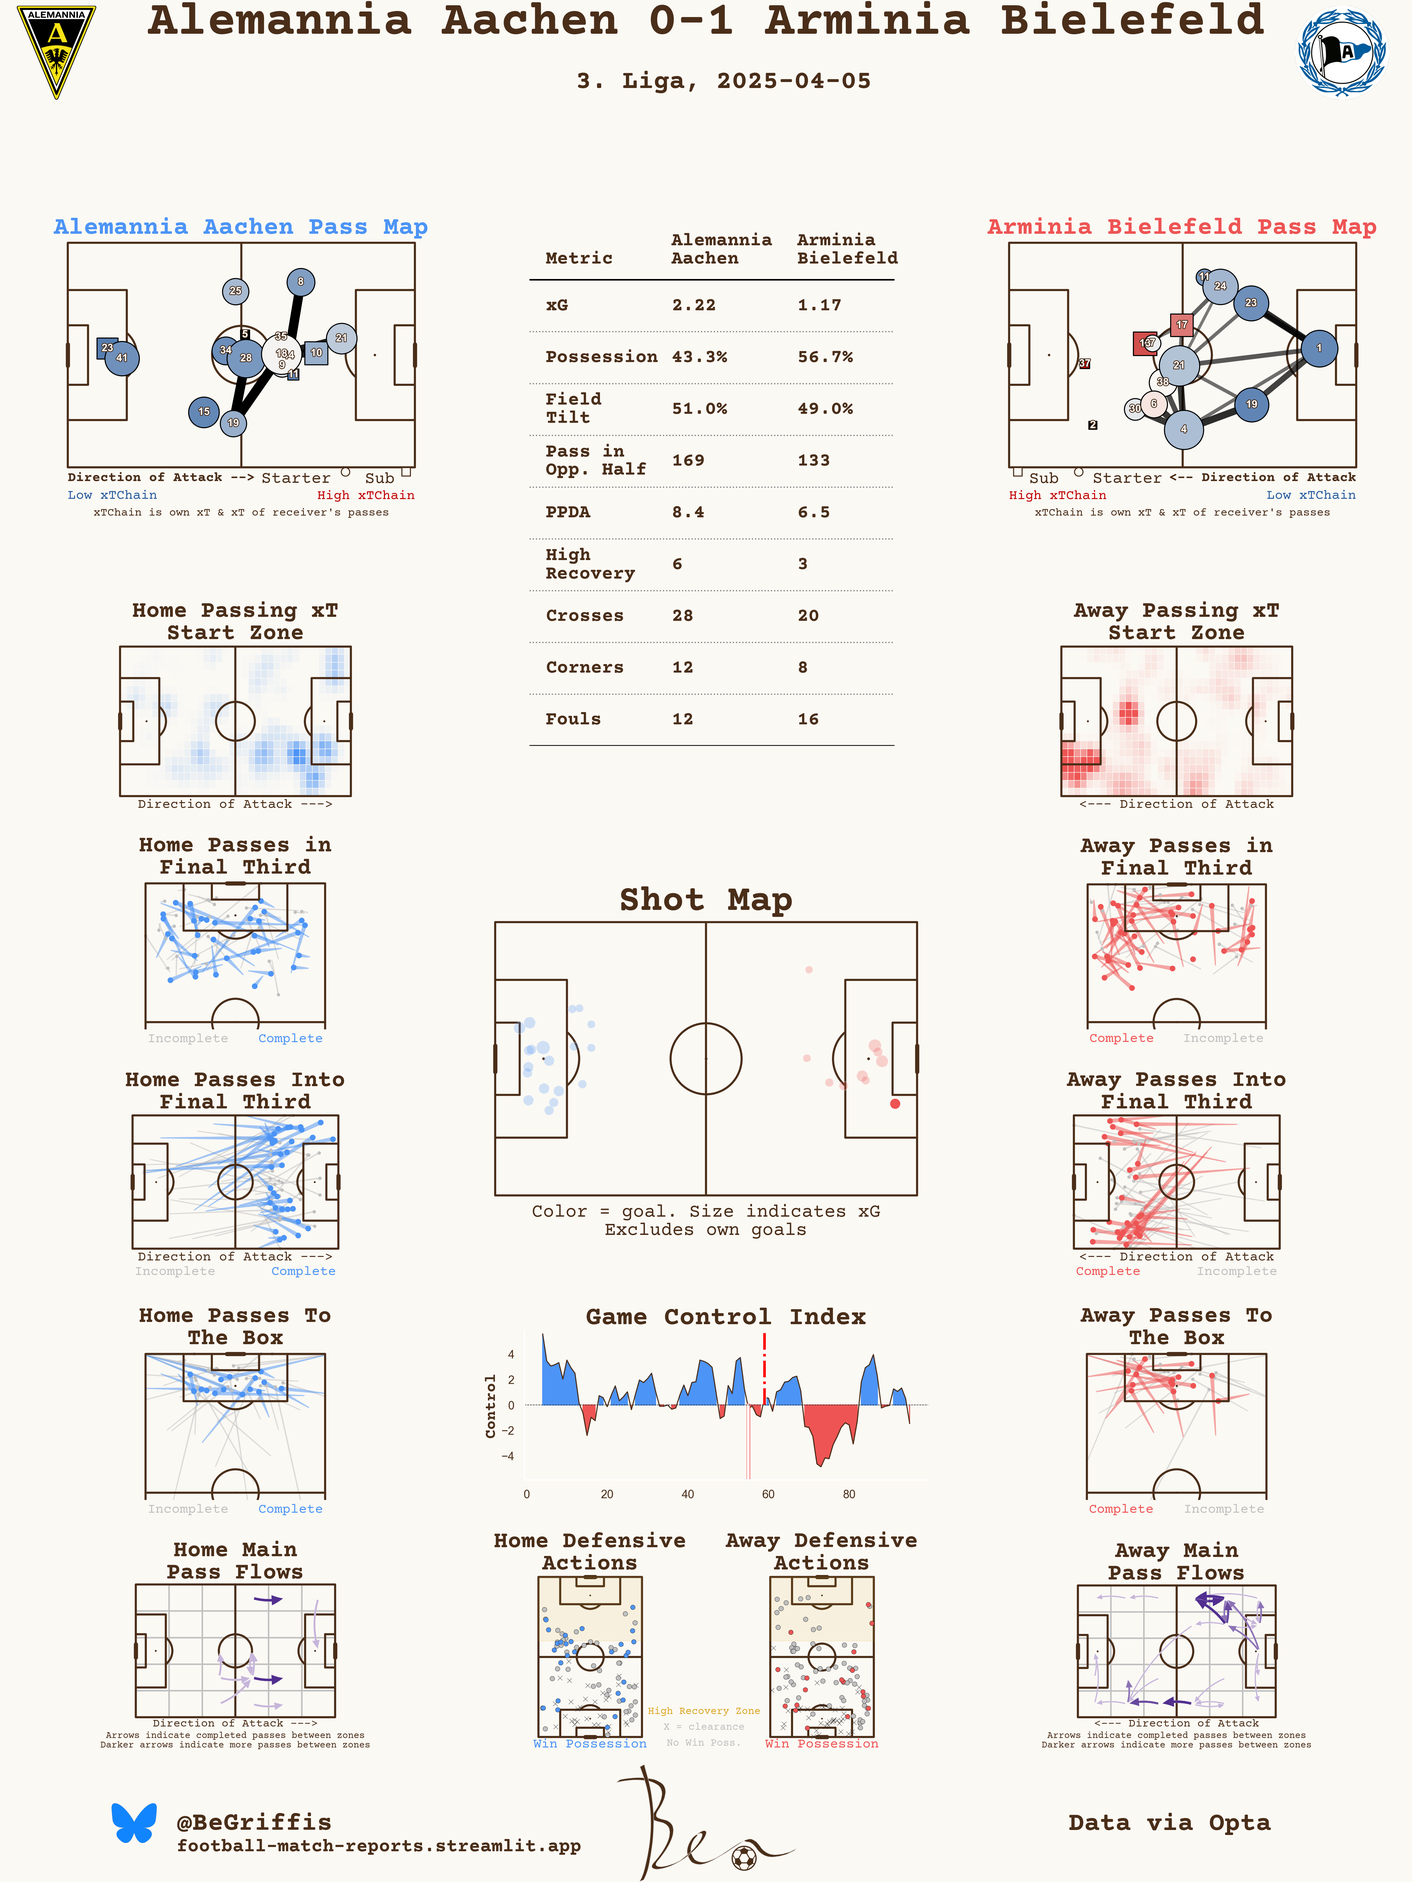 Alemannia Aachen 0-1 Arminia Bielefeld
3. Liga, 2025-04-05
ALEMANNIA
A
A
Alemannia Aachen Pass Map
25
8
5
35
21
23
41
34
28
18
4
10
9
11
15
19
Direction of Attack --> Starter Sub
Low xTChain High xTChain
xTChain is own xT & xT of receiver's passes
Metric Alemannia Aachen Arminia Bielefeld
xG 2.22 1.17
Possession 43.3% 56.7%
Field Tilt 51.0% 49.0%
Pass in Opp. Half 169 133
PPDA 8.4 6.5
High Recovery 6 3
Crosses 28 20
Corners 12 8
Fouls 12 16
Arminia Bielefeld Pass Map
11
24
23
17
37
1
37
21
38
30
6
19
2
4
Sub Starter <-- Direction of Attack
High xTChain Low xTChain
xTChain is own xT & xT of receiver's passes
Home Passing xT
Start Zone
Direction of Attack --->
Away Passing xT
Start Zone
<--- Direction of Attack
Home Passes in
Final Third
Incomplete Complete
Away Passes in
Final Third
Complete Incomplete
Shot Map
Color = goal. Size indicates xG
Excludes own goals
Home Passes Into
Final Third
Direction of Attack --->
Incomplete Complete
Away Passes Into
Final Third
<--- Direction of Attack
Complete Incomplete
Home Passes To
The Box
Incomplete Complete
Game Control Index
Control
4
2
0
−2
−4
0 20 40 60 80
Away Passes To
The Box
Complete Incomplete
Home Main
Pass Flows
Direction of Attack --->
Arrows indicate completed passes between zones
Darker arrows indicate more passes between zones
Home Defensive
Actions
Win Possession
Away Defensive
Actions
Win Possession
High Recovery Zone
X = clearance
No Win Poss.
Away Main
Pass Flows
<--- Direction of Attack
Arrows indicate completed passes between zones
Darker arrows indicate more passes between zones
@BeGriffis
football-match-reports.streamlit.app
Ben
Data via Opta